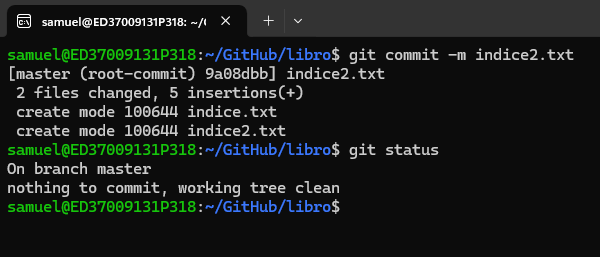 samuel@ED37009131P318: ~/G
samuel@ED37009131P318:~/GitHub/libro$ git commit -m indice2.txt
[master (root-commit) 9a08dbb] indice2.txt
 2 files changed, 5 insertions(+)
 create mode 100644 indice.txt
 create mode 100644 indice2.txt
samuel@ED37009131P318:~/GitHub/libro$ git status
On branch master
nothing to commit, working tree clean
samuel@ED37009131P318:~/GitHub/libro$